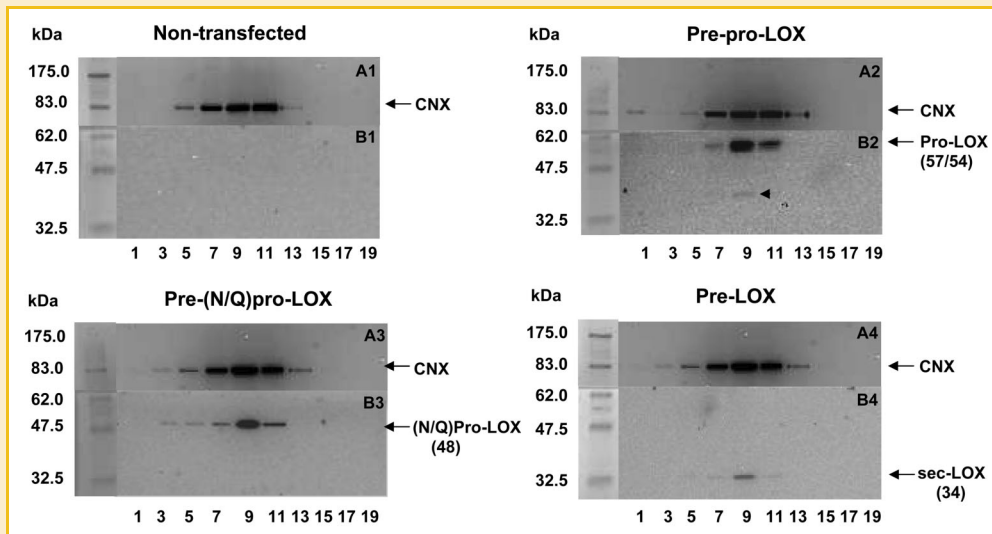 kDa Non-transfected
175.0 A1
83.0 CNX
62.0 B1
47.5
32.5
1 3 5 7 9 11 13 15 17 19
kDa Pre-pro-LOX
175.0 A2
83.0 CNX
62.0 B2 Pro-LOX
(57/54)
47.5
32.5
1 3 5 7 9 11 13 15 17 19
kDa Pre-(N/Q)pro-LOX
175.0 A3
83.0 CNX
62.0 B3
47.5 (N/Q)Pro-LOX
(48)
32.5
1 3 5 7 9 11 13 15 17 19
kDa Pre-LOX
175.0 A4
83.0 CNX
62.0 B4
47.5
32.5 sec-LOX
(34)
1 3 5 7 9 11 13 15 17 19